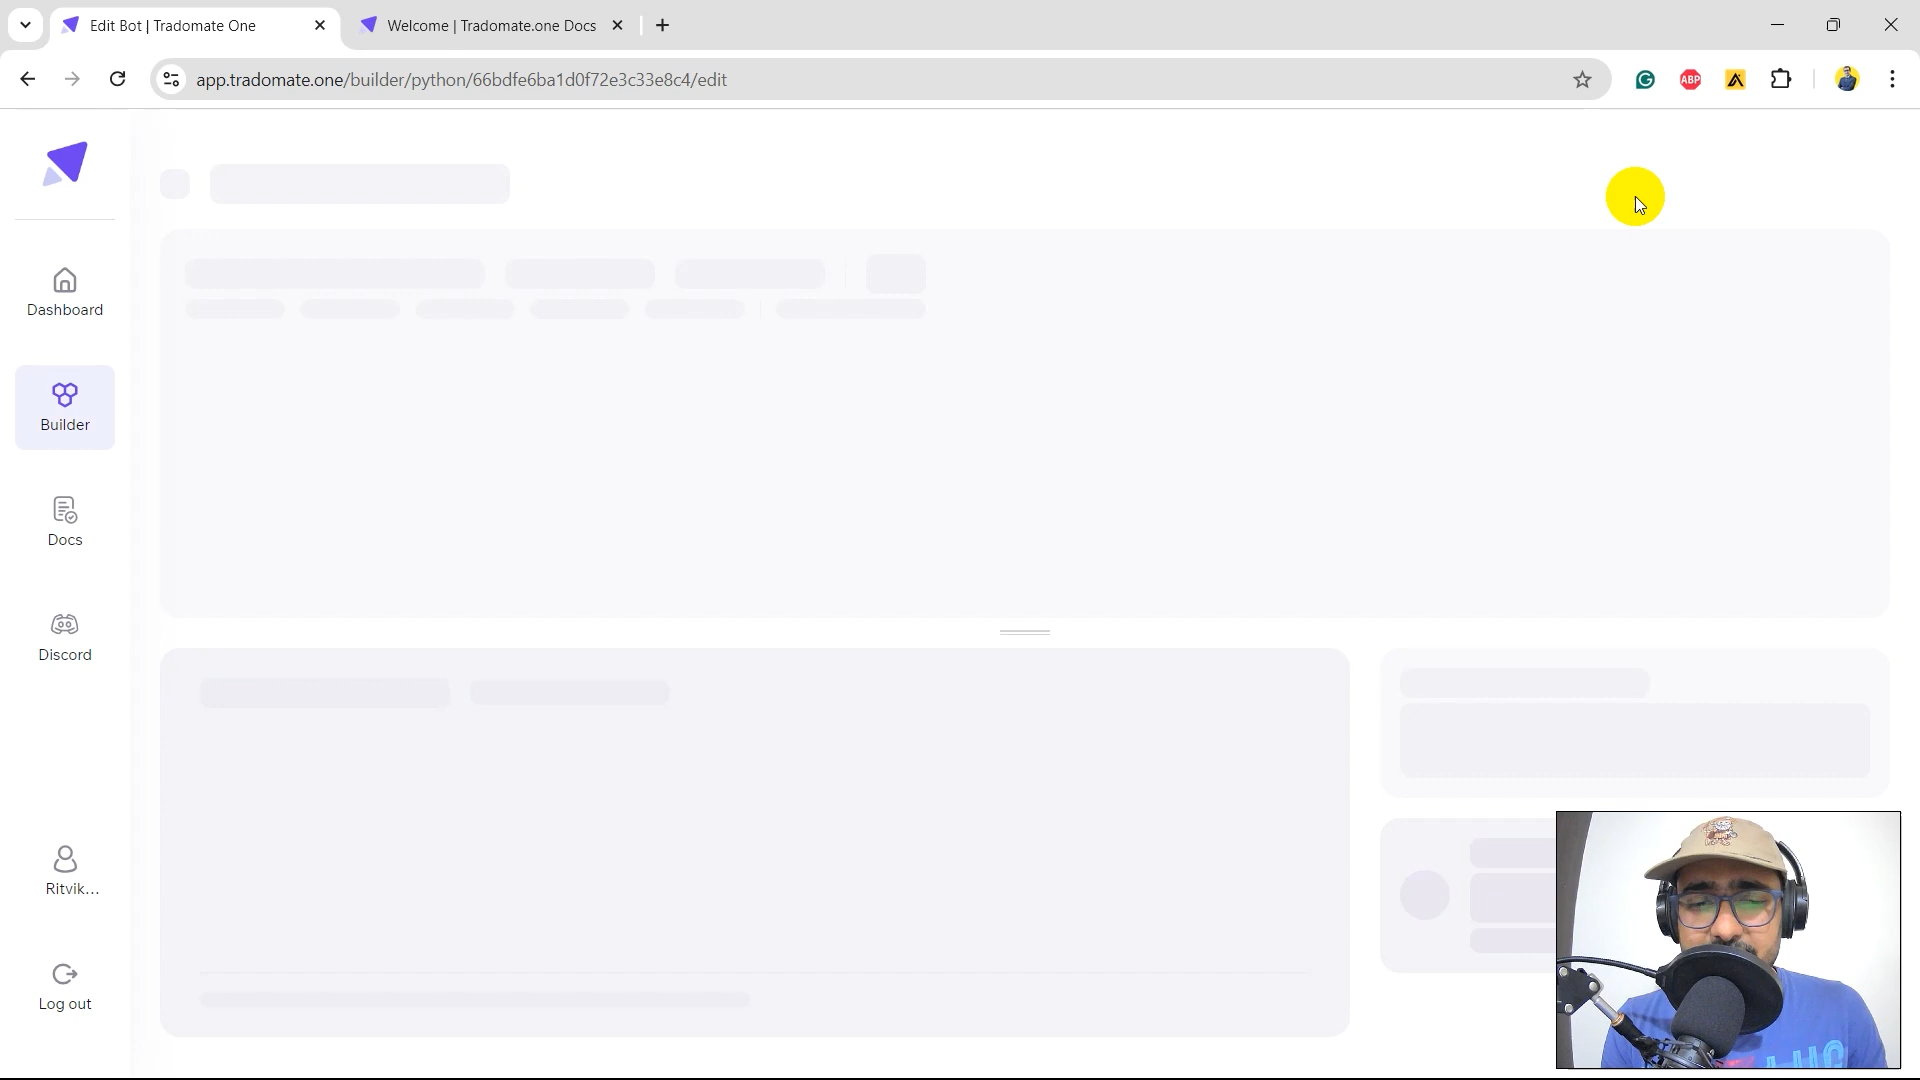 Edit Bot | Tradomate One
Welcome | Tradomate.one Docs
app.tradomate.one/builder/python/66bdfe6ba1d0f72e3c33e8c4/edit
ABP
Dashboard
Builder
Docs
Discord
Ritvik...
Log out